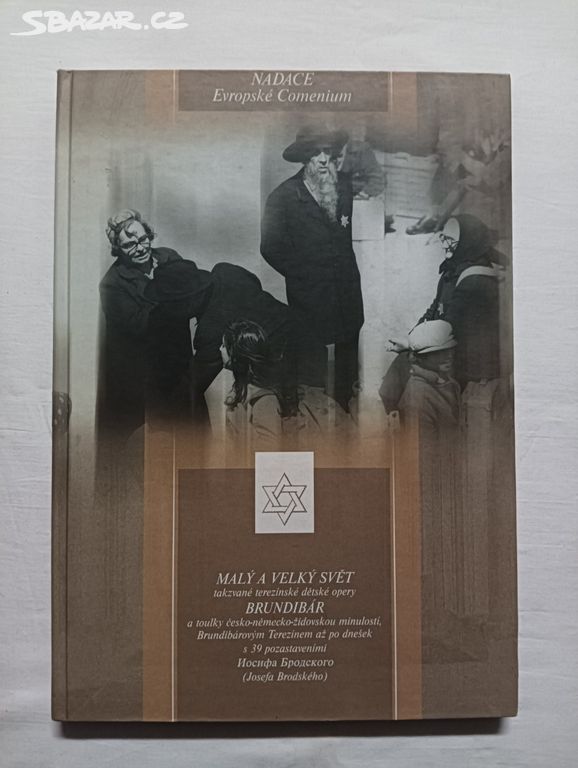 SBAZAR.CZ
NADACE
Evropské Comenium
MALÝ A VELKÝ SVĚT
takzvané terezínské dětské opery
BRUNDIBÁR
a toulky česko-německo-židovskou minulostí,
Brundibárovým Terezínem až po dnešek
s 39 pozastaveními
Иосифа Бродского
(Josefa Brodského)